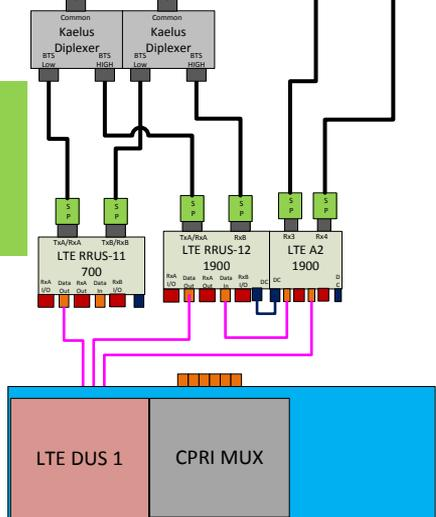 Common
Common
Kaelus
Diplexer
Kaelus
Diplexer
BTS
Low
BTS
HIGH
BTS
Low
BTS
HIGH
S
P
S
P
S
P
S
P
S
P
S
P
TxA/RxA
TxB/RxB
LTE RRUS-11
700
RxA
I/O
Data
Out
RxA
Out
Data
In
RxB
I/O
TxA/RxA
RxB
LTE RRUS-12
1900
RxA
I/O
Data
Out
RxA
Out
Data
In
RxB
I/O
DC
Rx3
Rx4
LTE A2
1900
DC
D
C
LTE DUS 1
CPRI MUX